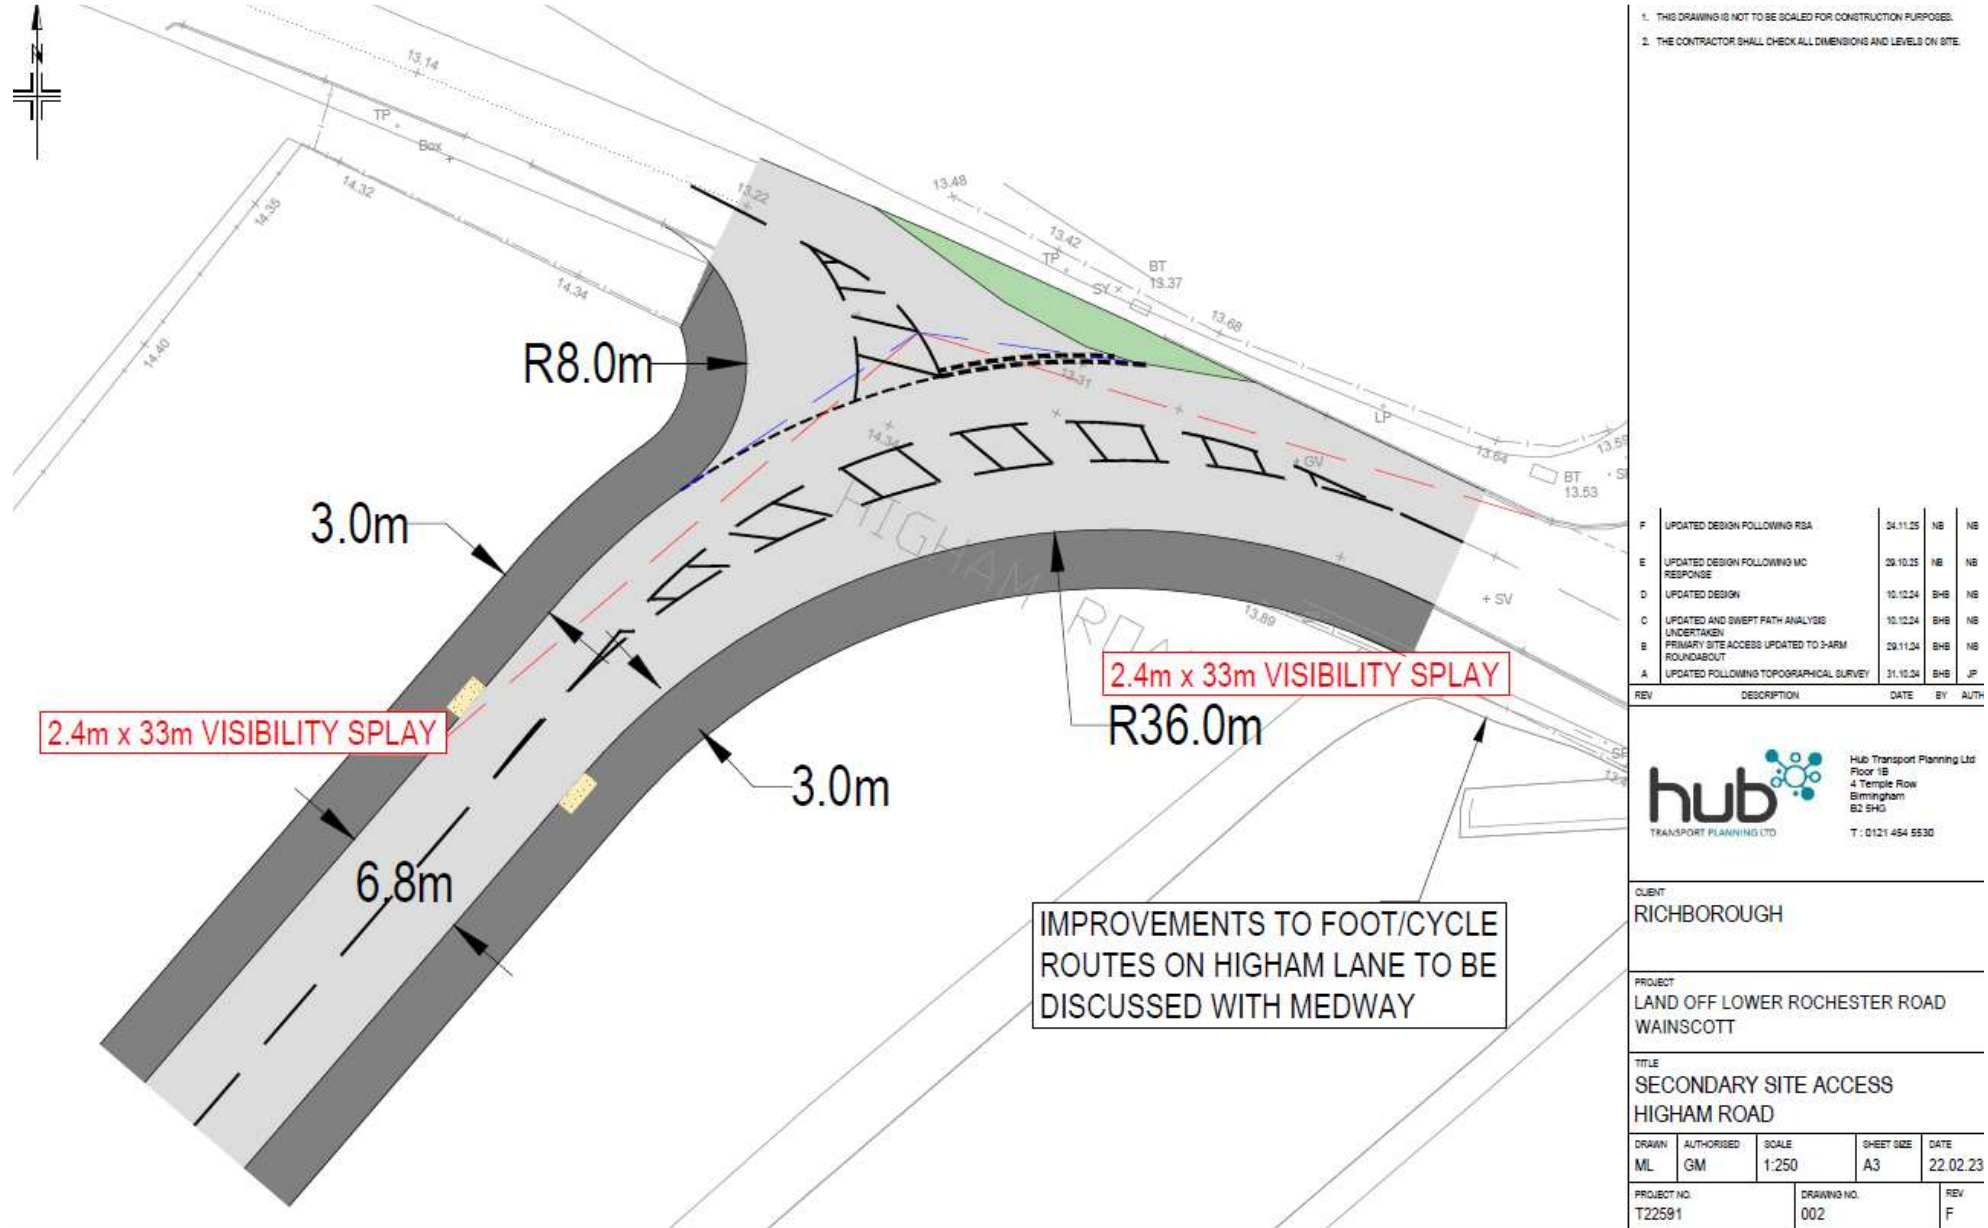 1. THIS DRAWING IS NOT TO BE SCALED FOR CONSTRUCTION PURPOSES.
2. THE CONTRACTOR SHALL CHECK ALL DIMENSIONS AND LEVELS ON SITE.
N
13.14
TP
Box
14.32
14.35
14.34
14.40
13.22
13.48
13.42
TP
BT
13.37
SY
13.68
13.31
14.34
LP
GV
13.64
BT
13.53
13.59
SV
13.89
HIGHAM ROA
R8.0m
3.0m
2.4m x 33m VISIBILITY SPLAY
2.4m x 33m VISIBILITY SPLAY
R36.0m
3.0m
6.8m
IMPROVEMENTS TO FOOT/CYCLE
ROUTES ON HIGHAM LANE TO BE
DISCUSSED WITH MEDWAY
F UPDATED DESIGN FOLLOWING RSA 24.11.25 NB NB
E UPDATED DESIGN FOLLOWING MC
RESPONSE 29.10.25 NB NB
D UPDATED DESIGN 10.12.24 BHB NB
C UPDATED AND SWEPT PATH ANALYSIS
UNDERTAKEN 10.12.24 BHB NB
B PRIMARY SITE ACCESS UPDATED TO 3-ARM
ROUNDABOUT 29.11.24 BHB NB
A UPDATED FOLLOWING TOPOGRAPHICAL SURVEY 31.10.24 BHB JP
REV DESCRIPTION DATE BY AUTH
hub
TRANSPORT PLANNING LTD
Hub Transport Planning Ltd
Floor 1B
4 Temple Row
Birmingham
B2 5HG
T : 0121 454 5530
CLIENT
RICHBOROUGH
PROJECT
LAND OFF LOWER ROCHESTER ROAD
WAINSCOTT
TITLE
SECONDARY SITE ACCESS
HIGHAM ROAD
DRAWN AUTHORISED SCALE SHEET SIZE DATE
ML GM 1:250 A3 22.02.23
PROJECT NO. DRAWING NO. REV
T22591 002 F